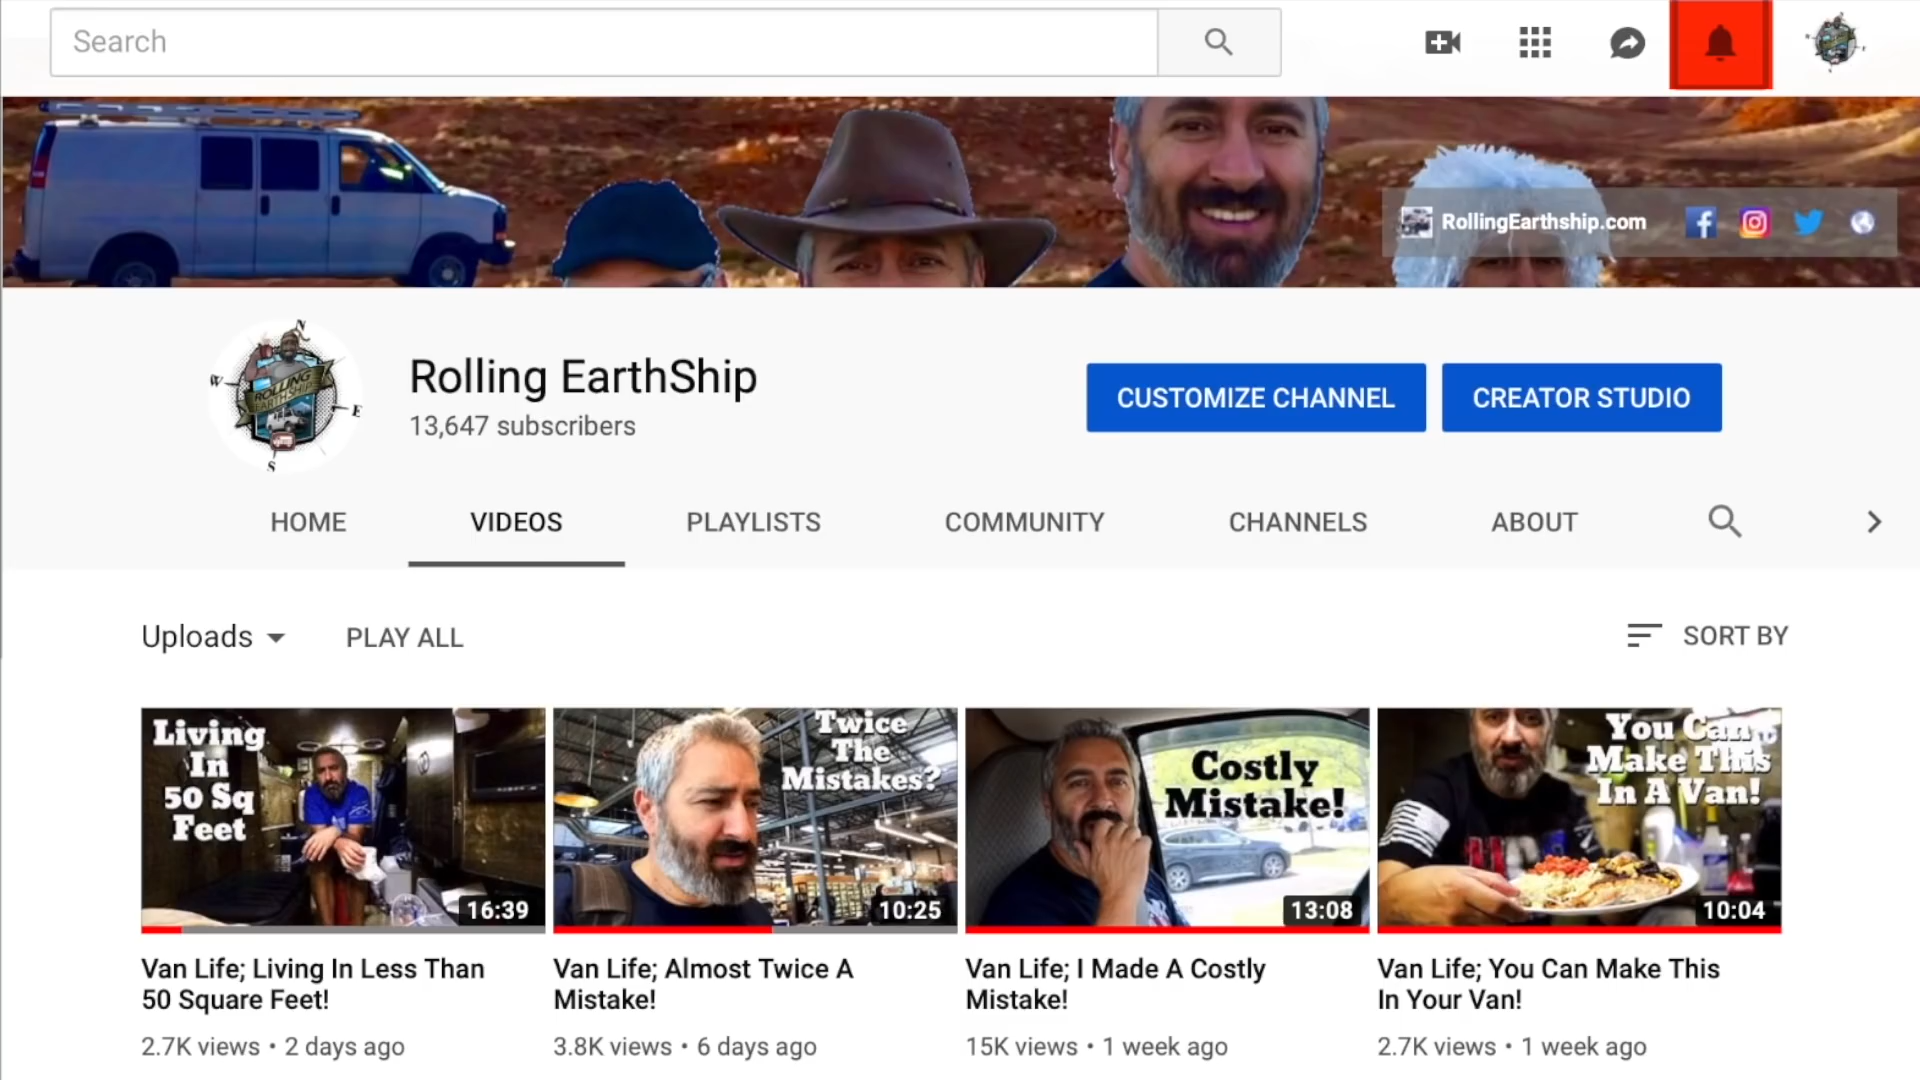 Search
RollingEarthship.com
N
W
ROLLING
EARTHSHIP
E
S
Rolling EarthShip
13,647 subscribers
CUSTOMIZE CHANNEL
CREATOR STUDIO
HOME
VIDEOS
PLAYLISTS
COMMUNITY
CHANNELS
ABOUT
Uploads
PLAY ALL
SORT BY
Living
In
50 Sq
Feet
16:39
Twice
The
Mistakes?
10:25
Costly
Mistake!
13:08
You Can
Make This
In A Van!
10:04
Van Life; Living In Less Than
50 Square Feet!
2.7K views • 2 days ago
Van Life; Almost Twice A
Mistake!
3.8K views • 6 days ago
Van Life; I Made A Costly
Mistake!
15K views • 1 week ago
Van Life; You Can Make This
In Your Van!
2.7K views • 1 week ago